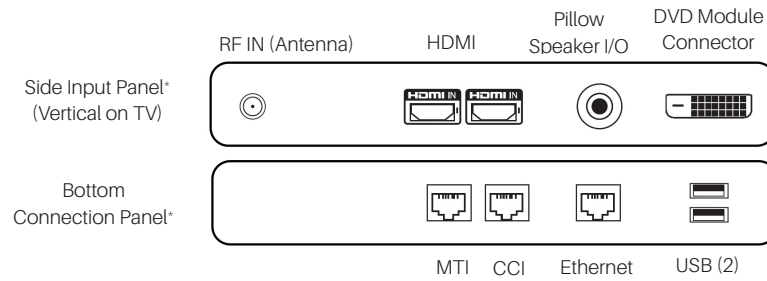 RF IN (Antenna)
HDMI
Pillow
Speaker I/O
DVD Module
Connector
Side Input Panel*
(Vertical on TV)
HDMI IN
HDMI IN
Bottom
Connection Panel*
MTI
CCI
Ethernet
USB (2)